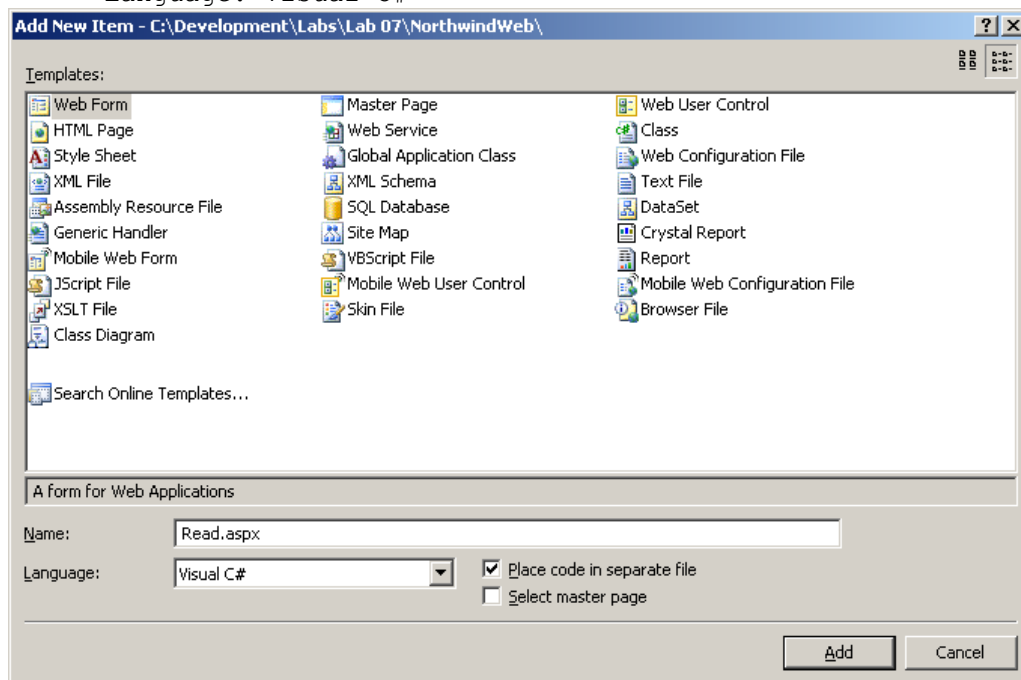 Language: Visual C#
Add New Item - C:\Development\Labs\Lab 07\NorthwindWeb\
Templates:
Web Form Master Page Web User Control
HTML Page Web Service Class
Style Sheet Global Application Class Web Configuration File
XML File XML Schema Text File
Assembly Resource File SQL Database DataSet
Generic Handler Site Map Crystal Report
Mobile Web Form VBScript File Report
JScript File Mobile Web User Control Mobile Web Configuration File
XSLT File Skin File Browser File
Class Diagram
Search Online Templates...
A form for Web Applications
Name: Read.aspx
Language: Visual C# Place code in separate file
Select master page
Add Cancel